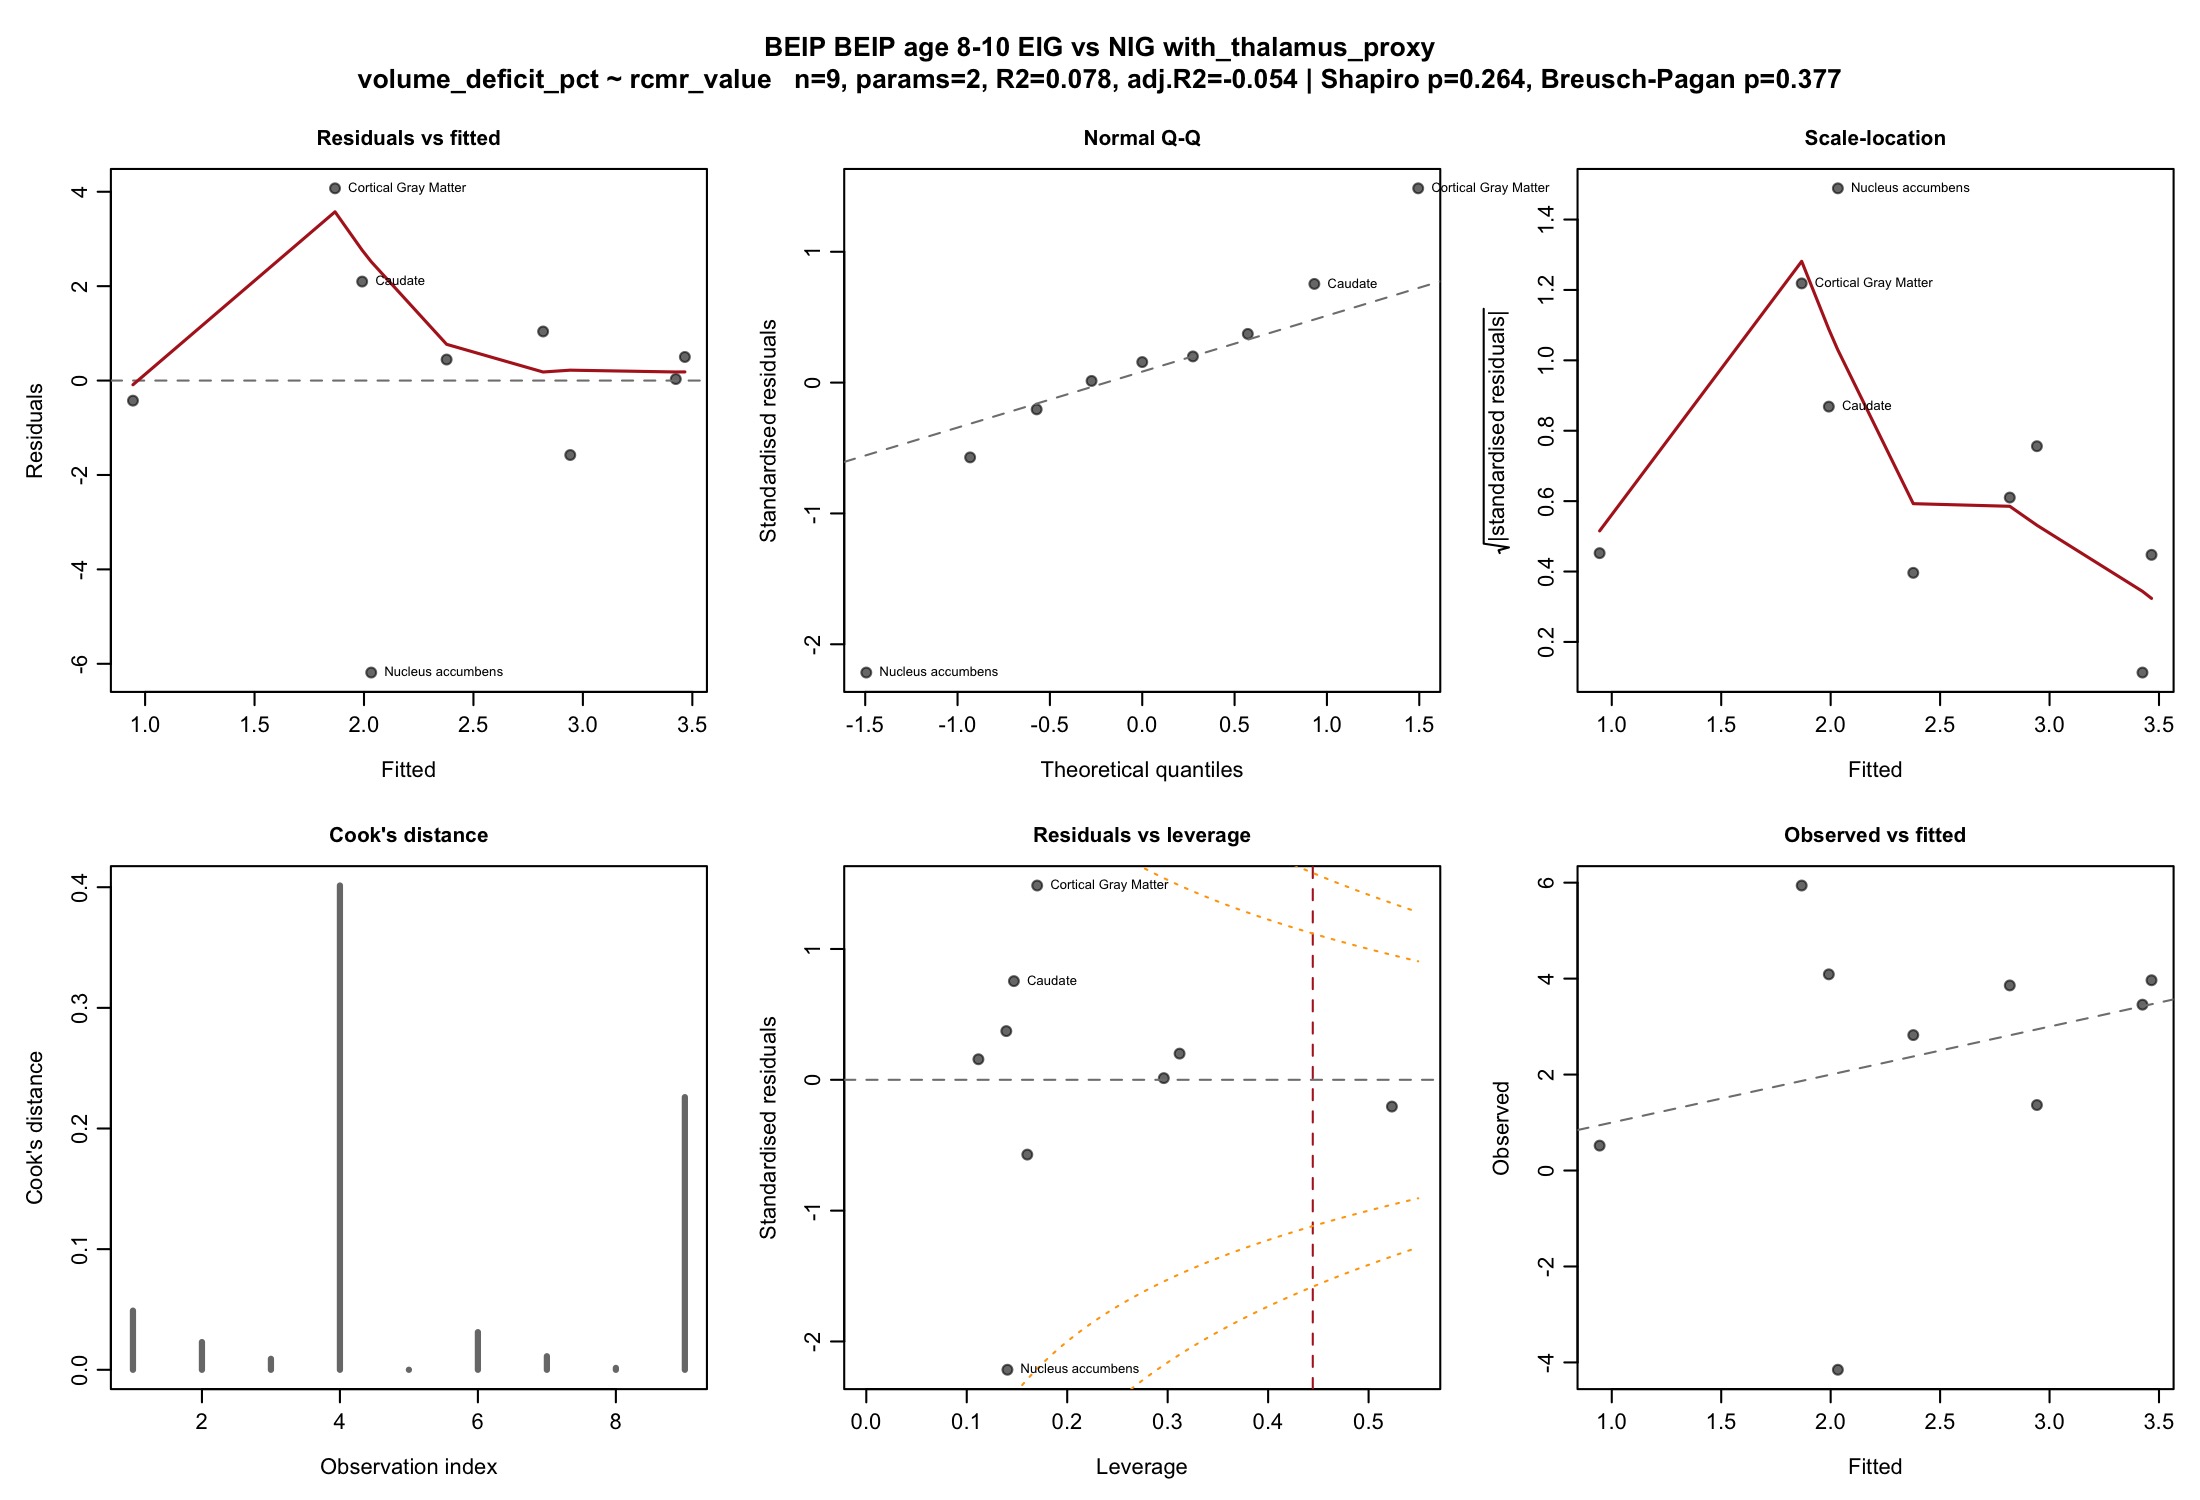 BEIP BEIP age 8-10 EIG vs NIG with_thalamus_proxy
volume_deficit_pct ~ rcmr_value n=9, params=2, R2=0.078, adj.R2=-0.054 | Shapiro p=0.264, Breusch-Pagan p=0.377
Residuals vs fitted
Residuals
4
2
0
-2
-4
-6
Cortical Gray Matter
Caudate
Nucleus accumbens
1.0 1.5 2.0 2.5 3.0 3.5
Fitted
Normal Q-Q
Standardised residuals
1
0
-1
-2
Cortical Gray Matter
Caudate
Nucleus accumbens
-1.5 -1.0 -0.5 0.0 0.5 1.0 1.5
Theoretical quantiles
Scale-location
√|standardised residuals|
1.4
1.2
1.0
0.8
0.6
0.4
0.2
Nucleus accumbens
Cortical Gray Matter
Caudate
1.0 1.5 2.0 2.5 3.0 3.5
Fitted
Cook's distance
Cook's distance
0.4
0.3
0.2
0.1
0.0
2 4 6 8
Observation index
Residuals vs leverage
Standardised residuals
1
0
-1
-2
Cortical Gray Matter
Caudate
Nucleus accumbens
0.0 0.1 0.2 0.3 0.4 0.5
Leverage
Observed vs fitted
Observed
6
4
2
0
-2
-4
1.0 1.5 2.0 2.5 3.0 3.5
Fitted